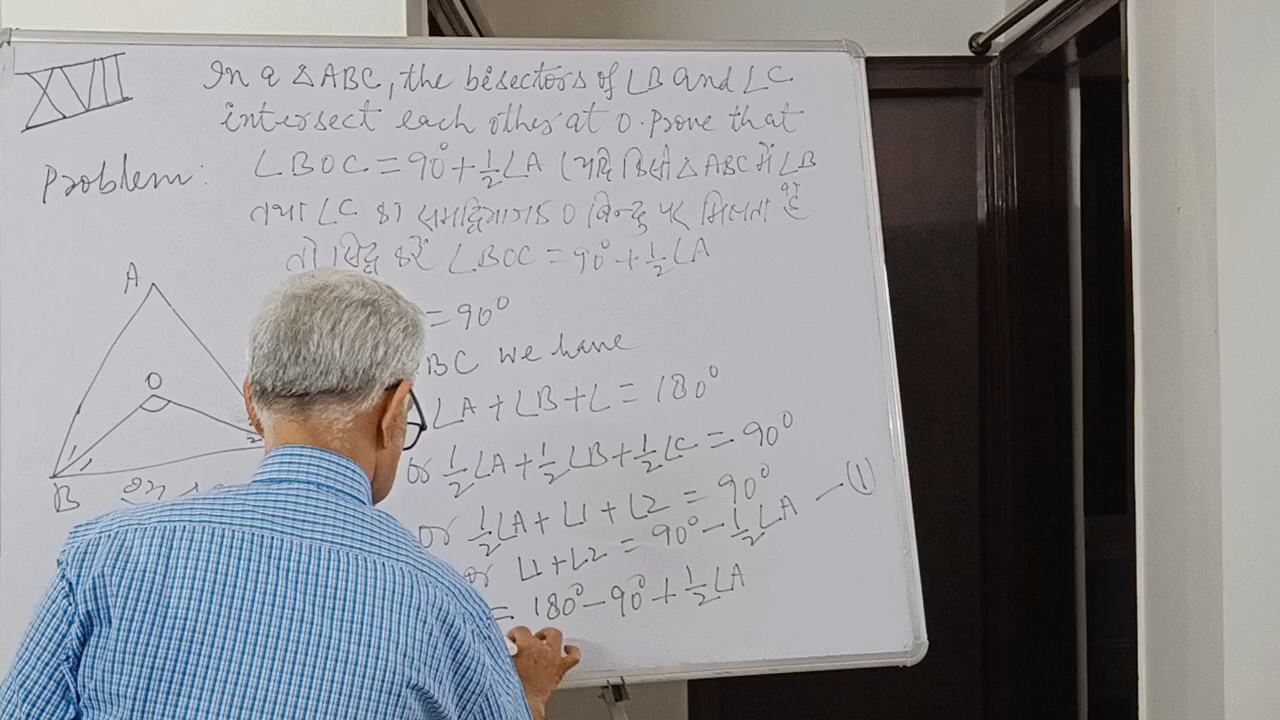 XVII
In a △ABC, the bisectors of ∠B and ∠C
intersect each other at O. Prove that
Problem: ∠BOC = 90° + 1/2 ∠A (यदि किसी △ABC में ∠B
तथा ∠C का समद्विभाजक O बिन्दु पर मिलता है
तो सिद्ध करें ∠BOC = 90° + 1/2 ∠A
= 90°
BC we have
∠A + ∠B + ∠ = 180°
or 1/2 ∠A + 1/2 ∠B + 1/2 ∠C = 90°
or 1/2 ∠A + ∠1 + ∠2 = 90°
or ∠1 + ∠2 = 90° - 1/2 ∠A — (1)
= 180° - 90° + 1/2 ∠A
A
O
1
2
B